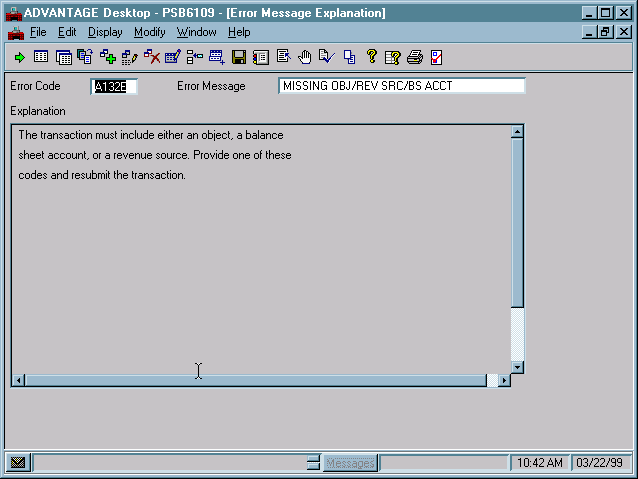 ADVANTAGE Desktop - PSB6109 - [Error Message Explanation]
File Edit Display Modify Window Help
Error Code A132E Error Message MISSING OBJ/REV SRC/BS ACCT
Explanation
The transaction must include either an object, a balance
sheet account, or a revenue source. Provide one of these
codes and resubmit the transaction.
Messages 10:42 AM 03/22/99